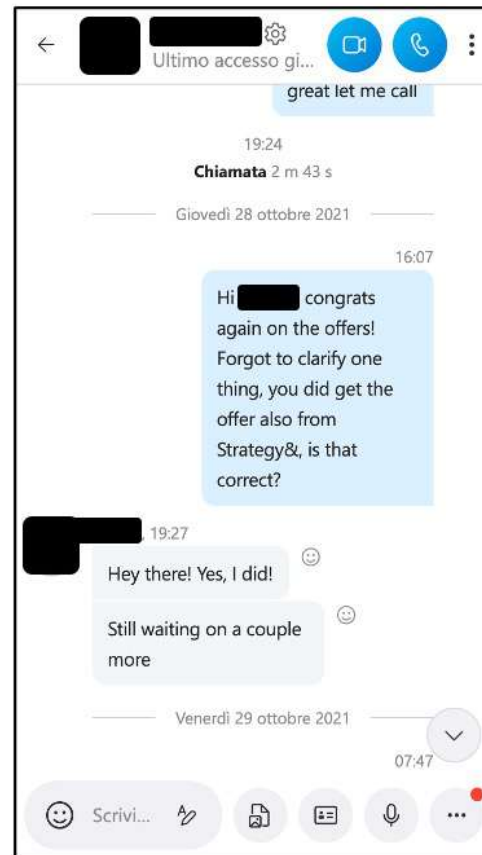 Ultimo accesso gi...
great let me call
19:24
Chiamata 2 m 43 s
Giovedì 28 ottobre 2021
16:07
Hi congrats
again on the offers!
Forgot to clarify one
thing, you did get the
offer also from
Strategy&, is that
correct?
, 19:27
Hey there! Yes, I did!
Still waiting on a couple
more
Venerdì 29 ottobre 2021
07:47
Scrivi...